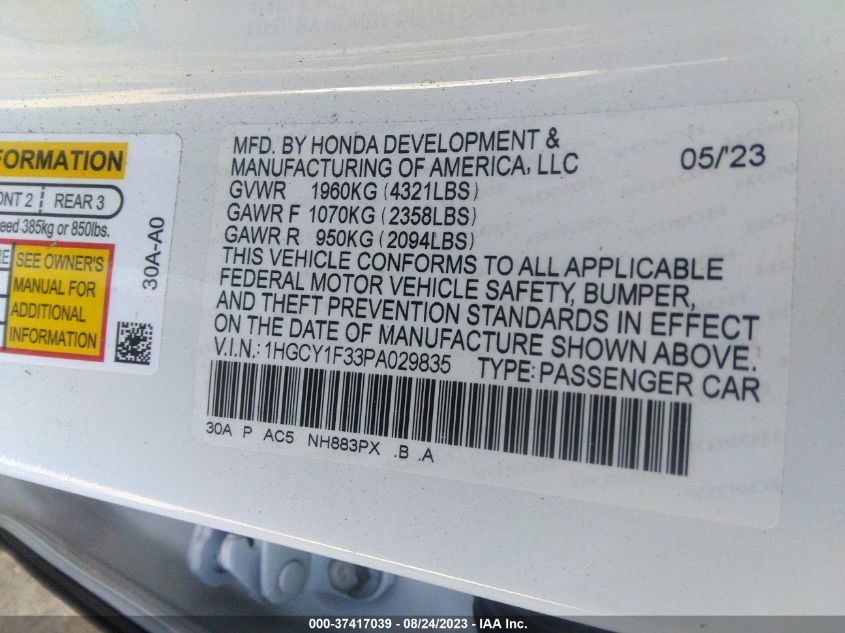 FORMATION
ONT 2 | REAR 3
eed 385kg or 850lbs.
SEE OWNER'S
MANUAL FOR
ADDITIONAL
INFORMATION
30A-A0
MFD. BY HONDA DEVELOPMENT &
MANUFACTURING OF AMERICA, LLC 05/'23
GVWR 1960KG (4321LBS)
GAWR F 1070KG (2358LBS)
GAWR R 950KG (2094LBS)
THIS VEHICLE CONFORMS TO ALL APPLICABLE
FEDERAL MOTOR VEHICLE SAFETY, BUMPER,
AND THEFT PREVENTION STANDARDS IN EFFECT
ON THE DATE OF MANUFACTURE SHOWN ABOVE.
V.I.N.: 1HGCY1F33PA029835 TYPE: PASSENGER CAR
30A P AC5 NH883PX .B .A
000-37417039 - 08/24/2023 - IAA Inc.